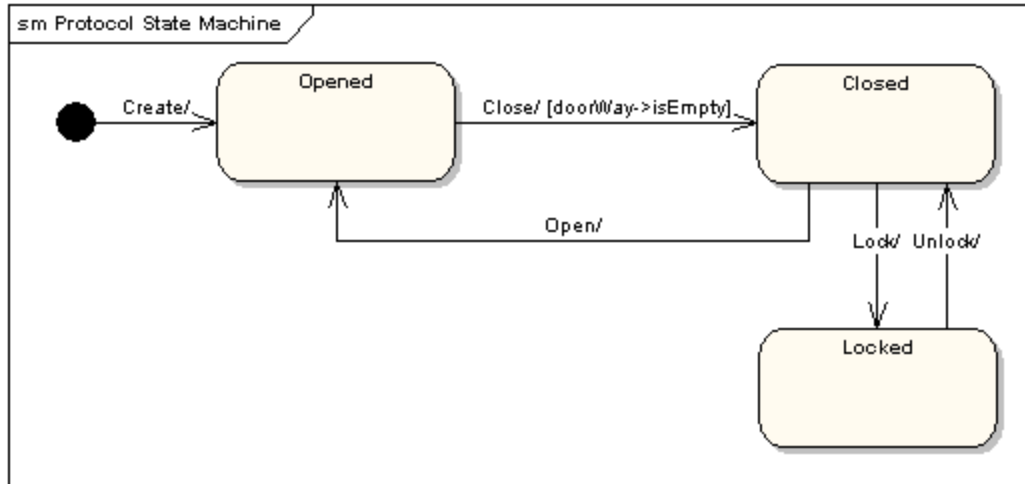 sm Protocol State Machine
Opened
Closed
Create/
Close/ [doorWay->isEmpty]
Open/
Lock/
Unlock/
Locked